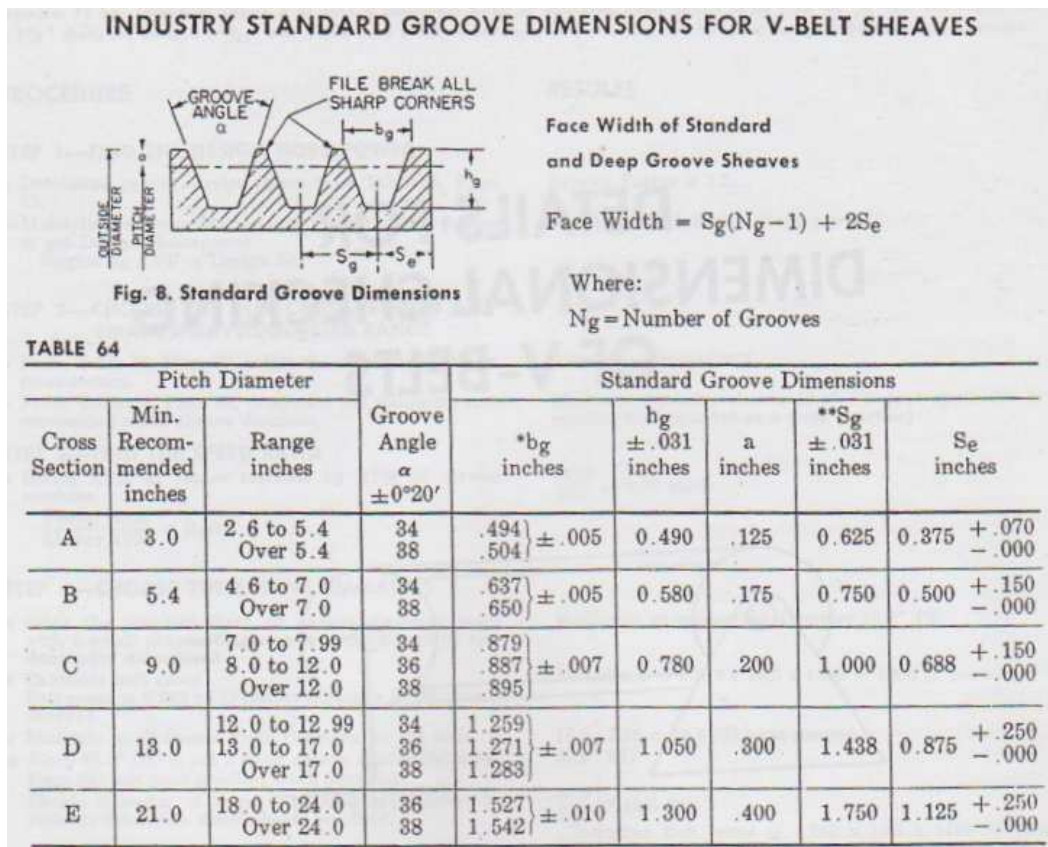 INDUSTRY STANDARD GROOVE DIMENSIONS FOR V-BELT SHEAVES
GROOVE
ANGLE
α
FILE BREAK ALL
SHARP CORNERS
bg
a
hg
OUTSIDE
DIAMETER
PITCH
DIAMETER
Sg
Se*
Fig. 8. Standard Groove Dimensions
Face Width of Standard
and Deep Groove Sheaves
Face Width = Sg(Ng−1) + 2Se
Where:
Ng=Number of Grooves
TABLE 64
Pitch Diameter
Standard Groove Dimensions
Cross Section
Min. Recom-mended inches
Range inches
Groove Angle α ±0°20′
*bg inches
hg ±.031 inches
a inches
**Sg ±.031 inches
Se inches
A 3.0 2.6 to 5.4 34 .494} ±.005 0.490 .125 0.625 0.375 +.070
Over 5.4 38 .504 −.000
B 5.4 4.6 to 7.0 34 .637} ±.005 0.580 .175 0.750 0.500 +.150
Over 7.0 38 .650 −.000
7.0 to 7.99 34 .879
C 9.0 8.0 to 12.0 36 .887} ±.007 0.780 .200 1.000 0.688 +.150
Over 12.0 38 .895 −.000
12.0 to 12.99 34 1.259
D 13.0 13.0 to 17.0 36 1.271} ±.007 1.050 .300 1.438 0.875 +.250
Over 17.0 38 1.283 −.000
E 21.0 18.0 to 24.0 36 1.527} ±.010 1.300 .400 1.750 1.125 +.250
Over 24.0 38 1.542 −.000
DETAILS FOR
DIMENSIONAL CHECKING
OF V-BELTS